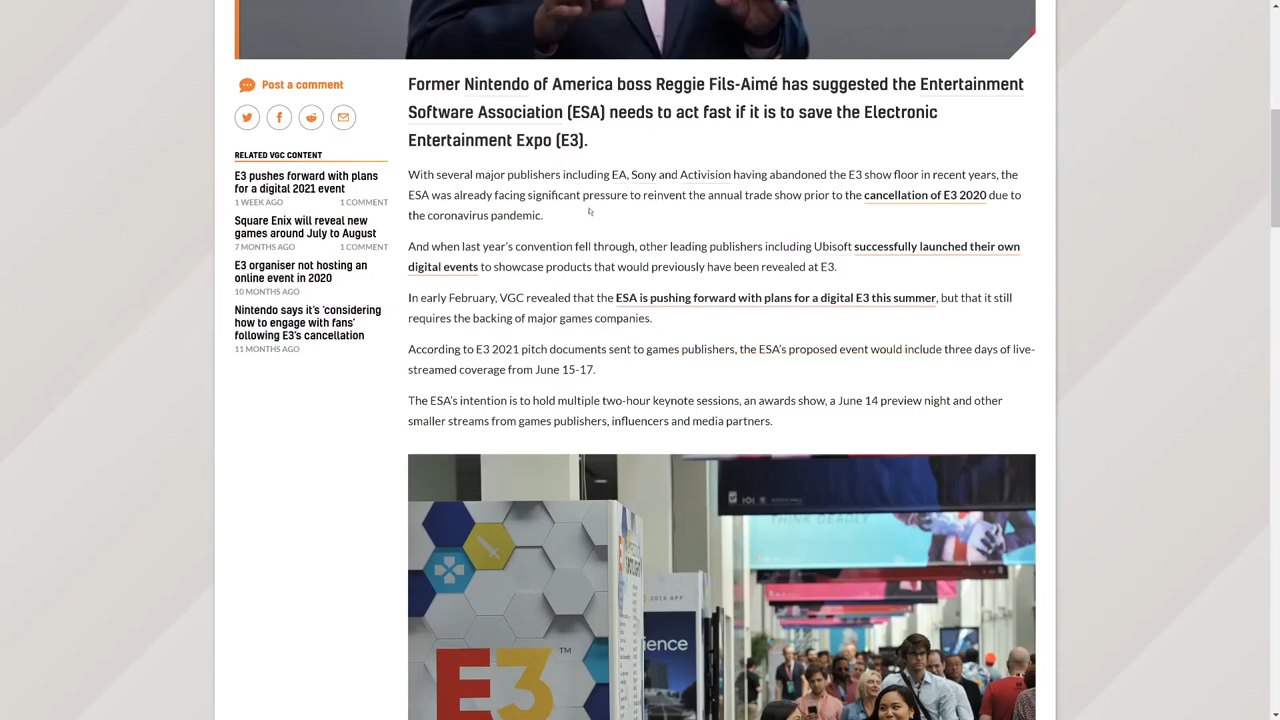 Post a comment
RELATED VGC CONTENT
E3 pushes forward with plans
for a digital 2021 event
1 WEEK AGO 1 COMMENT
Square Enix will reveal new
games around July to August
7 MONTHS AGO 1 COMMENT
E3 organiser not hosting an
online event in 2020
10 MONTHS AGO
Nintendo says it's 'considering
how to engage with fans'
following E3's cancellation
11 MONTHS AGO
Former Nintendo of America boss Reggie Fils-Aimé has suggested the Entertainment
Software Association (ESA) needs to act fast if it is to save the Electronic
Entertainment Expo (E3).
With several major publishers including EA, Sony and Activision having abandoned the E3 show floor in recent years, the
ESA was already facing significant pressure to reinvent the annual trade show prior to the cancellation of E3 2020 due to
the coronavirus pandemic.
And when last year's convention fell through, other leading publishers including Ubisoft successfully launched their own
digital events to showcase products that would previously have been revealed at E3.
In early February, VGC revealed that the ESA is pushing forward with plans for a digital E3 this summer, but that it still
requires the backing of major games companies.
According to E3 2021 pitch documents sent to games publishers, the ESA's proposed event would include three days of live-
streamed coverage from June 15-17.
The ESA's intention is to hold multiple two-hour keynote sessions, an awards show, a June 14 preview night and other
smaller streams from games publishers, influencers and media partners.
THINK DEADLY
E3 TM